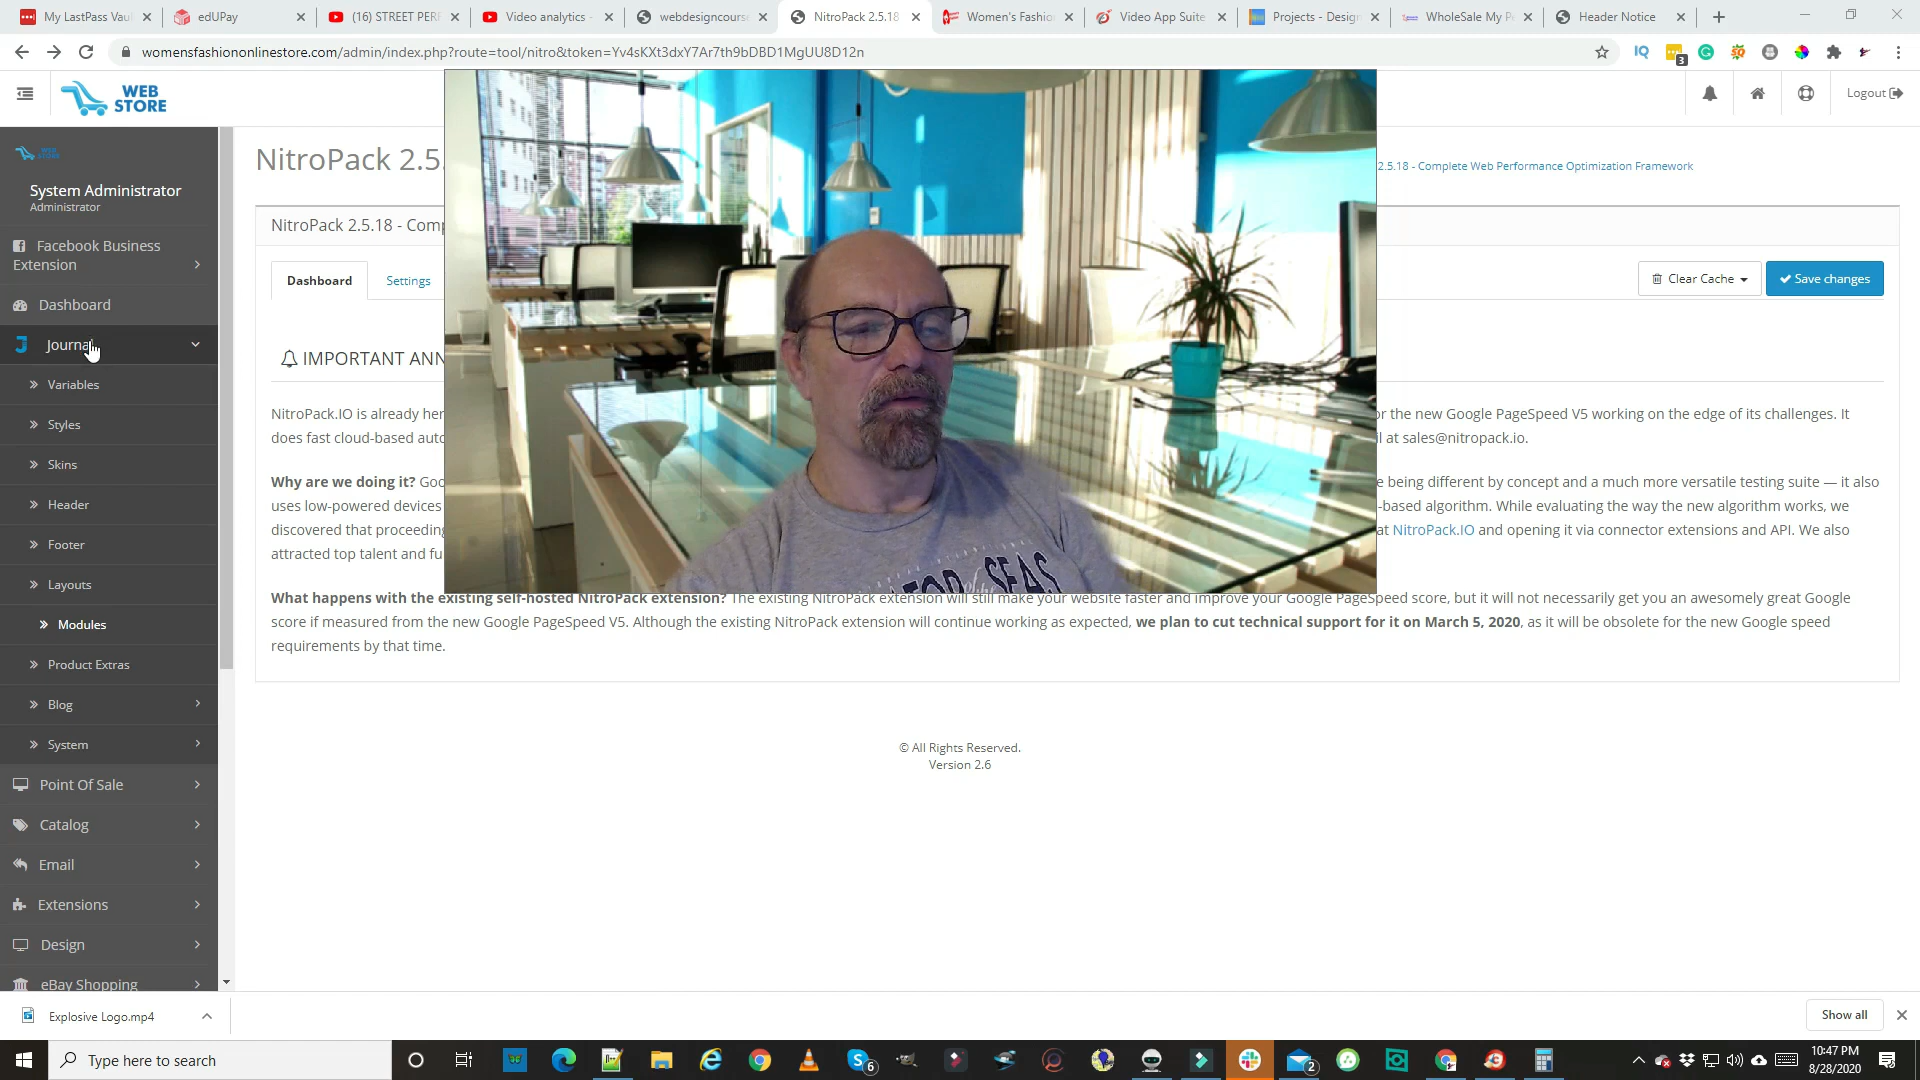 My LastPass Vau
edUPay
(16) STREET PER
Video analytics -
webdesigncours
NitroPack 2.5.18
Women's Fashio
Video App Suite
Projects - Desig
WholeSale My P
Header Notice
womensfashiononlinestore.com/admin/index.php?route=tool/nitro&token=Yv4sKXt3dxY7Ar7th9bDBD1MgUU8D12n
IQ
3
WEB
STORE
Logout
System Administrator
Administrator
NitroPack 2.5.
2.5.18 - Complete Web Performance Optimization Framework
Facebook Business
Extension
Dashboard
Journal
Variables
Styles
Skins
Header
Footer
Layouts
Modules
Product Extras
Blog
System
Point Of Sale
Catalog
Email
Extensions
Design
eBay Shopping
NitroPack 2.5.18 - Comp
Dashboard
Settings
Clear Cache
Save changes
IMPORTANT ANN
NitroPack.IO is already her r the new Google PageSpeed V5 working on the edge of its challenges. It
does fast cloud-based auto l at sales@nitropack.io.
Why are we doing it? Goo e being different by concept and a much more versatile testing suite — it also
uses low-powered devices -based algorithm. While evaluating the way the new algorithm works, we
discovered that proceeding at NitroPack.IO and opening it via connector extensions and API. We also
attracted top talent and fu
What happens with the existing self-hosted NitroPack extension? The existing NitroPack extension will still make your website faster and improve your Google PageSpeed score, but it will not necessarily get you an awesomely great Google
score if measured from the new Google PageSpeed V5. Although the existing NitroPack extension will continue working as expected, we plan to cut technical support for it on March 5, 2020, as it will be obsolete for the new Google speed
requirements by that time.
© All Rights Reserved.
Version 2.6
Explosive Logo.mp4
Show all
Type here to search
6
2
10:47 PM
8/28/2020